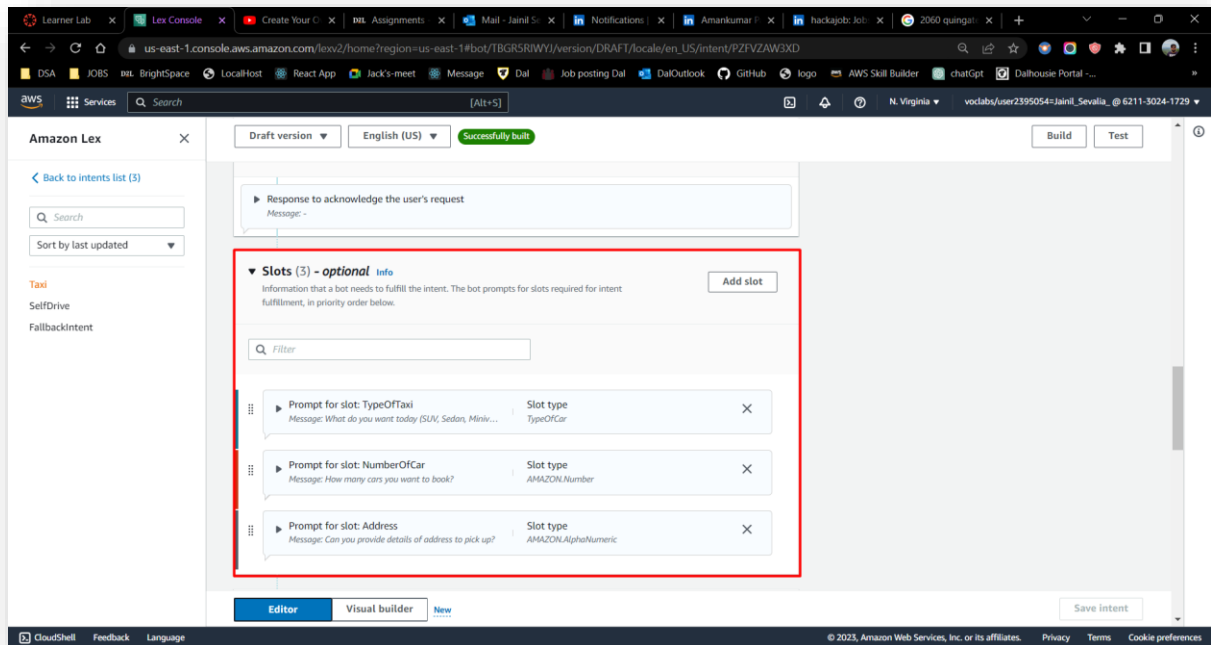 Learner Lab
Lex Console
Create Your O
DZL Assignments
Mail - Jainil Se
Notifications |
Amankumar P
hackajob: Job
2060 quingate
us-east-1.console.aws.amazon.com/lexv2/home?region=us-east-1#bot/TBGR5RIWYJ/version/DRAFT/locale/en_US/intent/PZFVZAW3XD
DSA JOBS BrightSpace LocalHost React App Jack's-meet Message Dal Job posting Dal DalOutlook GitHub logo AWS Skill Builder chatGpt Dalhousie Portal -...
aws Services Search [Alt+S] N. Virginia voclabs/user2395054=Jainil_Sevalia_ @ 6211-3024-1729
Amazon Lex
Draft version English (US) Successfully built Build Test
Back to intents list (3)
Search
Sort by last updated
Taxi
SelfDrive
FallbackIntent
Response to acknowledge the user's request
Message: -
Slots (3) - optional Info
Add slot
Information that a bot needs to fulfill the intent. The bot prompts for slots required for intent
fulfillment, in priority order below.
Filter
Prompt for slot: TypeOfTaxi Slot type
Message: What do you want today (SUV, Sedan, Miniv... TypeOfCar
Prompt for slot: NumberOfCar Slot type
Message: How many cars you want to book? AMAZON.Number
Prompt for slot: Address Slot type
Message: Can you provide details of address to pick up? AMAZON.AlphaNumeric
Editor Visual builder New Save intent
CloudShell Feedback Language © 2023, Amazon Web Services, Inc. or its affiliates. Privacy Terms Cookie preferences